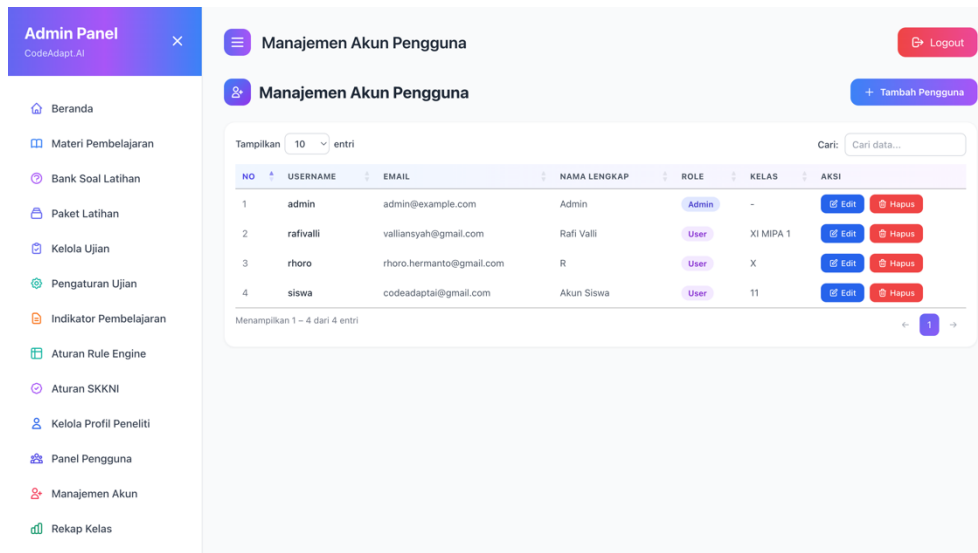 Admin Panel
CodeAdapt.AI
Beranda
Materi Pembelajaran
Bank Soal Latihan
Paket Latihan
Kelola Ujian
Pengaturan Ujian
Indikator Pembelajaran
Aturan Rule Engine
Aturan SKKNI
Kelola Profil Peneliti
Panel Pengguna
Manajemen Akun
Rekap Kelas
Manajemen Akun Pengguna
Logout
Manajemen Akun Pengguna
+ Tambah Pengguna
Tampilkan 10 entri
Cari: Cari data...
NO USERNAME EMAIL NAMA LENGKAP ROLE KELAS AKSI
1 admin admin@example.com Admin Admin - Edit Hapus
2 rafivalli valliansyah@gmail.com Rafi Valli User XI MIPA 1 Edit Hapus
3 rhoro rhoro.hermanto@gmail.com R User X Edit Hapus
4 siswa codeadaptai@gmail.com Akun Siswa User 11 Edit Hapus
Menampilkan 1 – 4 dari 4 entri
← 1 →